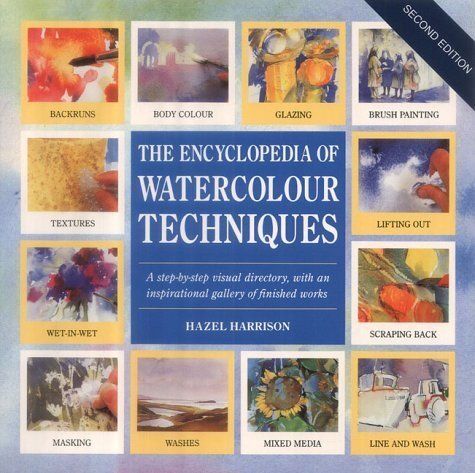 SECOND EDITION
BACKRUNS
BODY COLOUR
GLAZING
BRUSH PAINTING
THE ENCYCLOPEDIA OF
WATERCOLOUR
TECHNIQUES
A step-by-step visual directory, with an
inspirational gallery of finished works
HAZEL HARRISON
TEXTURES
LIFTING OUT
WET-IN-WET
SCRAPING BACK
MASKING
WASHES
MIXED MEDIA
LINE AND WASH